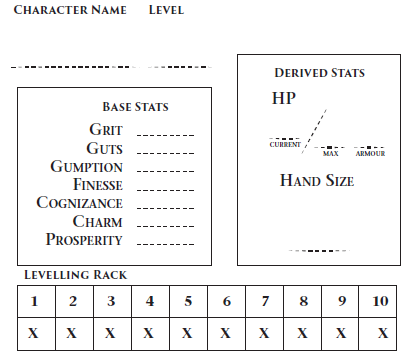 CHARACTER NAME LEVEL
BASE STATS
GRIT
GUTS
GUMPTION
FINESSE
COGNIZANCE
CHARM
PROSPERITY
DERIVED STATS
HP
CURRENT
MAX ARMOUR
HAND SIZE
LEVELLING RACK
1 2 3 4 5 6 7 8 9 10
X X X X X X X X X X